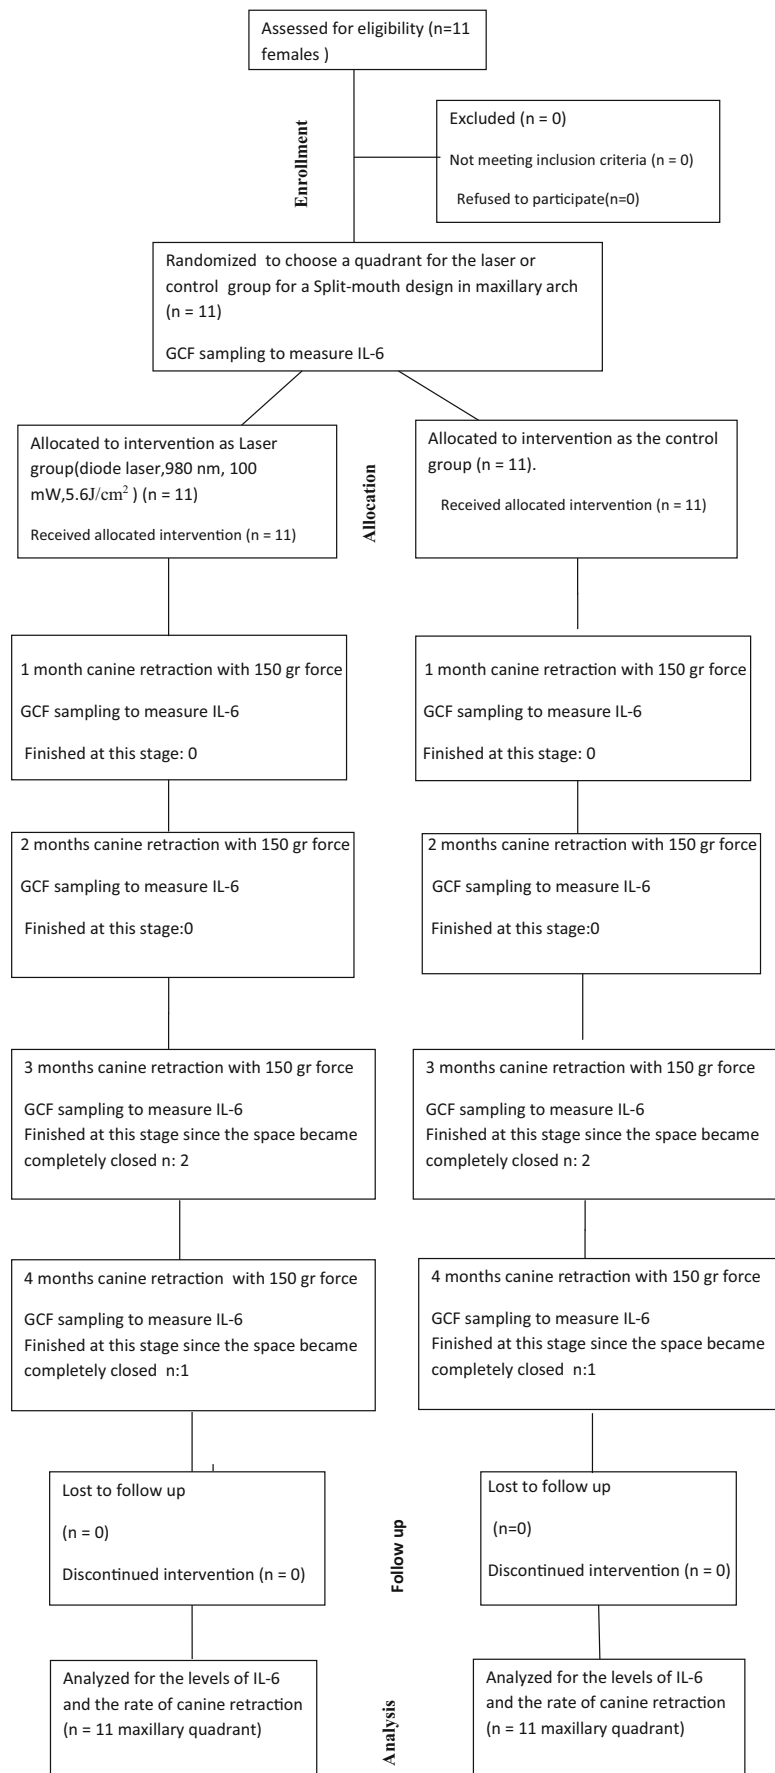 Assessed for eligibility (n=11
females )
Enrollment
Excluded (n = 0)
Not meeting inclusion criteria (n = 0)
Refused to participate(n=0)
Randomized  to choose a quadrant for the laser or
control  group for a Split-mouth design in maxillary arch
(n = 11)
GCF sampling to measure IL-6
Allocated to intervention as Laser
group(diode laser,980 nm, 100
mW,5.6J/cm² ) (n = 11)
Received allocated intervention (n = 11)
Allocation
Allocated to intervention as the control
group (n = 11).
Received allocated intervention (n = 11)
1 month canine retraction with 150 gr force
GCF sampling to measure IL-6
Finished at this stage: 0
1 month canine retraction with 150 gr force
GCF sampling to measure IL-6
Finished at this stage: 0
2 months canine retraction with 150 gr force
GCF sampling to measure IL-6
Finished at this stage:0
2 months canine retraction with 150 gr force
GCF sampling to measure IL-6
Finished at this stage:0
3 months canine retraction with 150 gr force
GCF sampling to measure IL-6
Finished at this stage since the space became
completely closed n: 2
3 months canine retraction with 150 gr force
GCF sampling to measure IL-6
Finished at this stage since the space became
completely closed n: 2
4 months canine retraction  with 150 gr force
GCF sampling to measure IL-6
Finished at this stage since the space became
completely closed  n:1
4 months canine retraction with 150 gr force
GCF sampling to measure IL-6
Finished at this stage since the space became
completely closed  n:1
Lost to follow up
(n = 0)
Discontinued intervention (n = 0)
Follow up
Lost to follow up
(n=0)
Discontinued intervention (n = 0)
Analyzed for the levels of IL-6
and the rate of canine retraction
(n = 11 maxillary quadrant)
Analysis
Analyzed for the levels of IL-6
and the rate of canine retraction
(n = 11 maxillary quadrant)